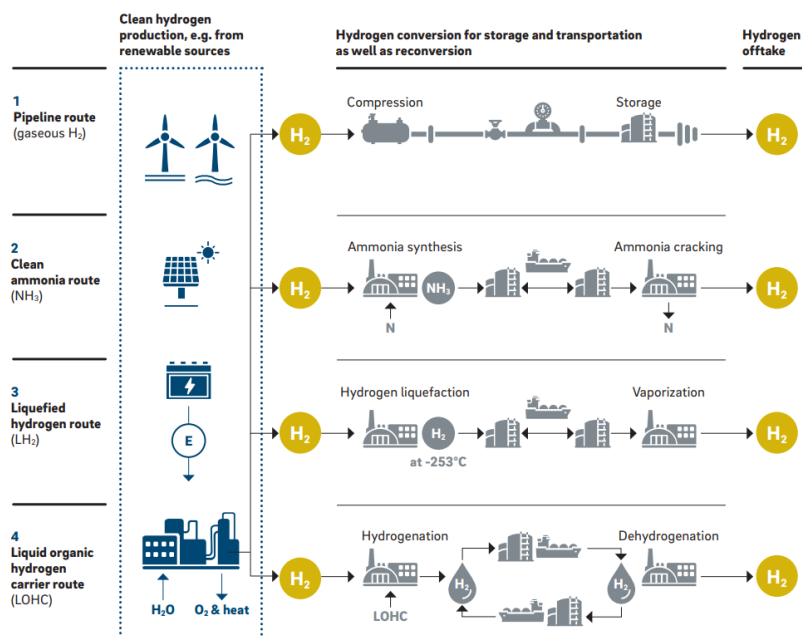 Clean hydrogen
production, e.g. from
renewable sources
Hydrogen conversion for storage and transportation
as well as reconversion
Hydrogen
offtake
1
Pipeline route
(gaseous H₂)
H₂
Compression
Storage
H₂
2
Clean
ammonia route
(NH₃)
H₂
Ammonia synthesis
NH₃
N
Ammonia cracking
N
H₂
3
Liquefied
hydrogen route
(LH₂)
E
H₂
Hydrogen liquefaction
H₂
at -253°C
Vaporization
H₂
4
Liquid organic
hydrogen
carrier route
(LOHC)
H₂O
O₂ & heat
H₂
Hydrogenation
LOHC
H₂
H₂
Dehydrogenation
H₂